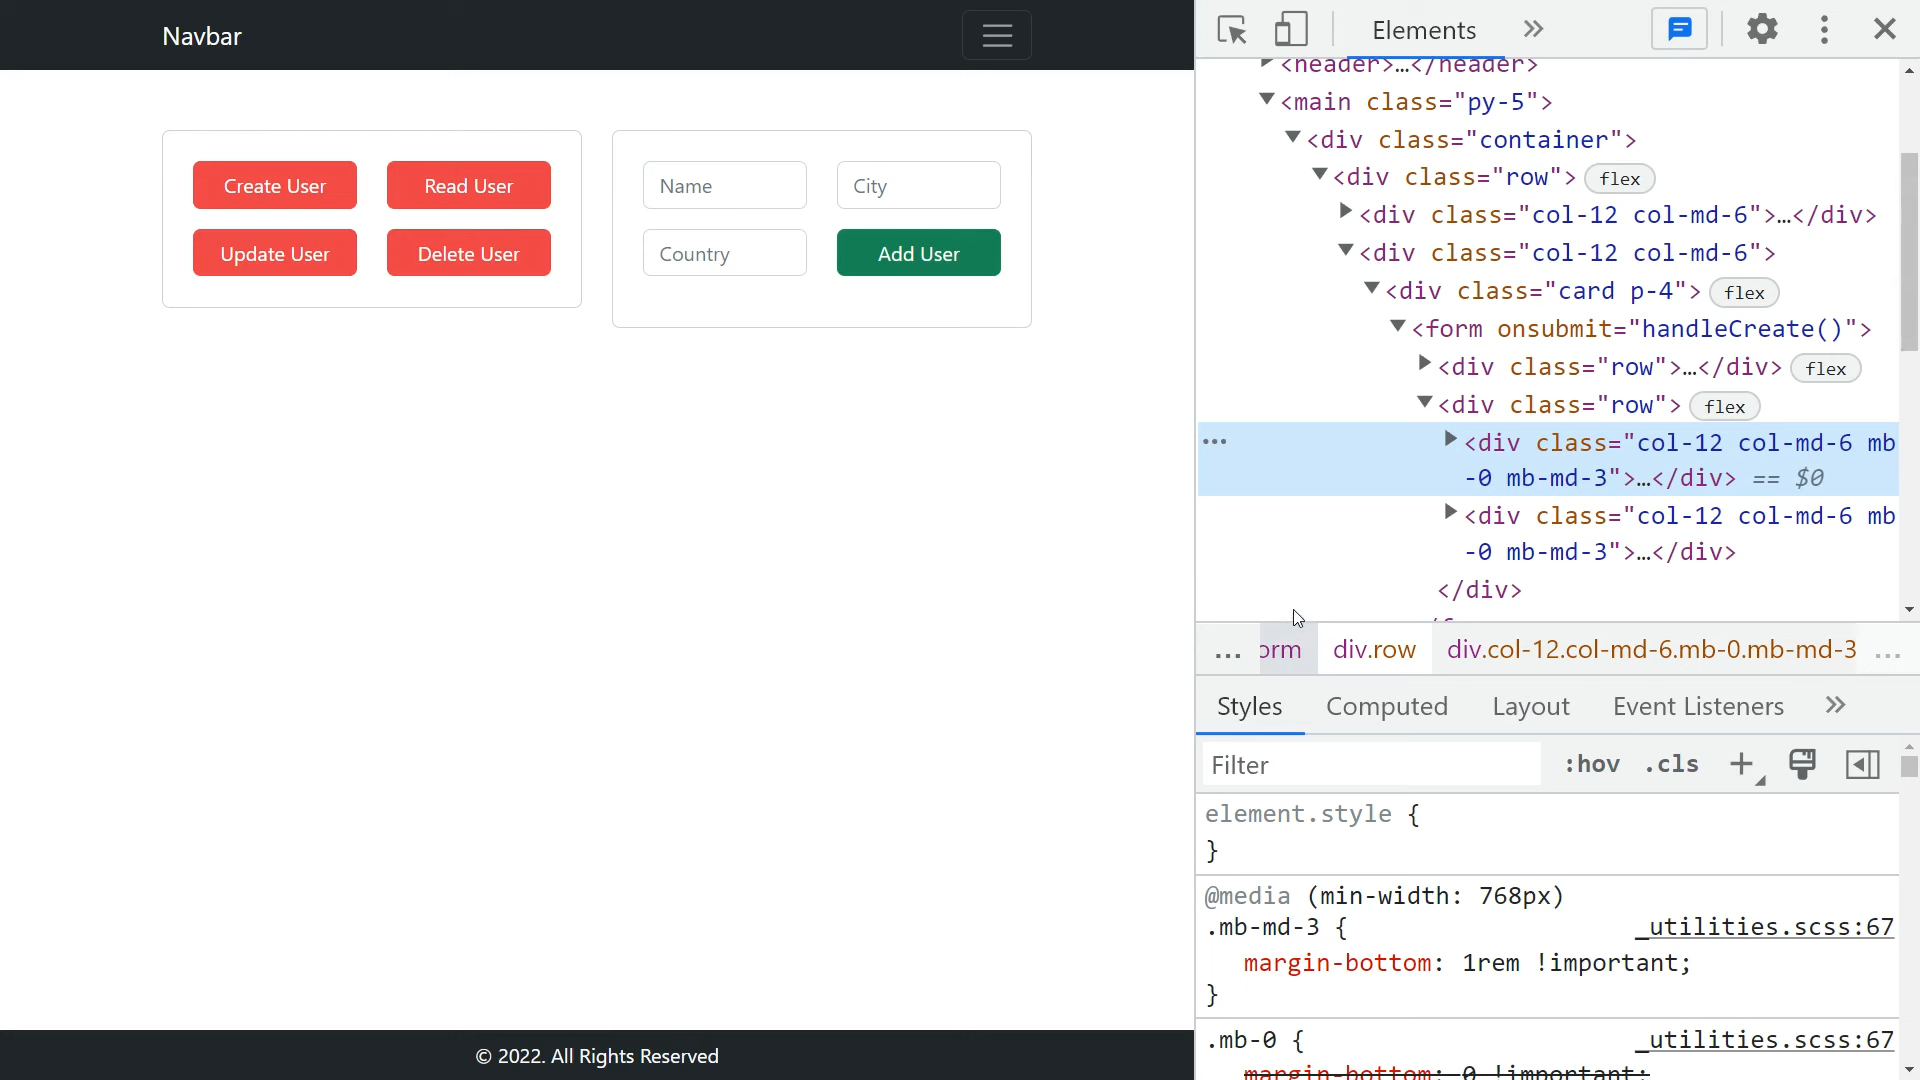 Navbar
Create User
Read User
Update User
Delete User
Name
City
Country
Add User
© 2022. All Rights Reserved
Elements
<header>…</header>
<main class="py-5">
<div class="container">
<div class="row"> flex
<div class="col-12 col-md-6">…</div>
<div class="col-12 col-md-6">
<div class="card p-4"> flex
<form onsubmit="handleCreate()">
<div class="row">…</div> flex
<div class="row"> flex
<div class="col-12 col-md-6 mb
-0 mb-md-3">…</div> == $0
<div class="col-12 col-md-6 mb
-0 mb-md-3">…</div>
</div>
… orm div.row div.col-12.col-md-6.mb-0.mb-md-3 …
Styles Computed Layout Event Listeners
Filter :hov .cls
element.style {
}
@media (min-width: 768px)
.mb-md-3 { _utilities.scss:67
margin-bottom: 1rem !important;
}
.mb-0 { _utilities.scss:67
margin-bottom: 0 !important;